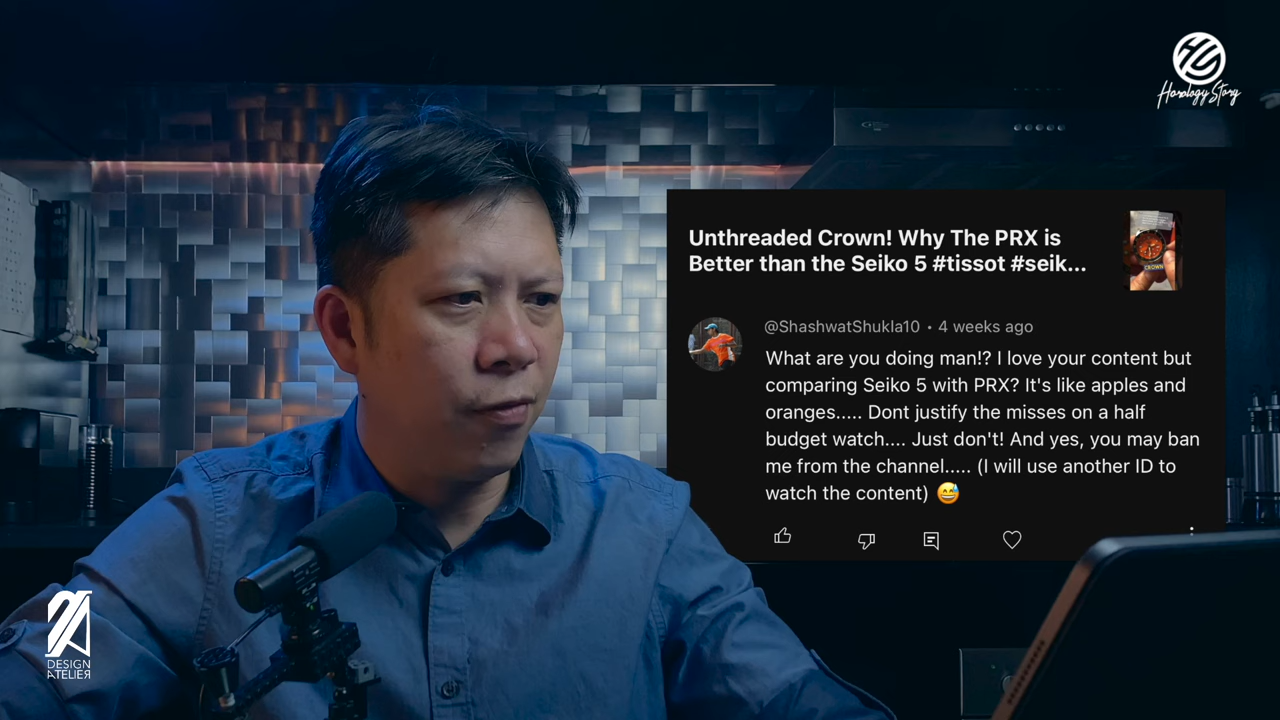 Horology Story
Unthreaded Crown! Why The PRX is
Better than the Seiko 5 #tissot #seik...
CROWN
@ShashwatShukla10 • 4 weeks ago
What are you doing man!? I love your content but
comparing Seiko 5 with PRX? It's like apples and
oranges..... Dont justify the misses on a half
budget watch.... Just don't! And yes, you may ban
me from the channel..... (I will use another ID to
watch the content) 😅
DESIGN
ATELIER